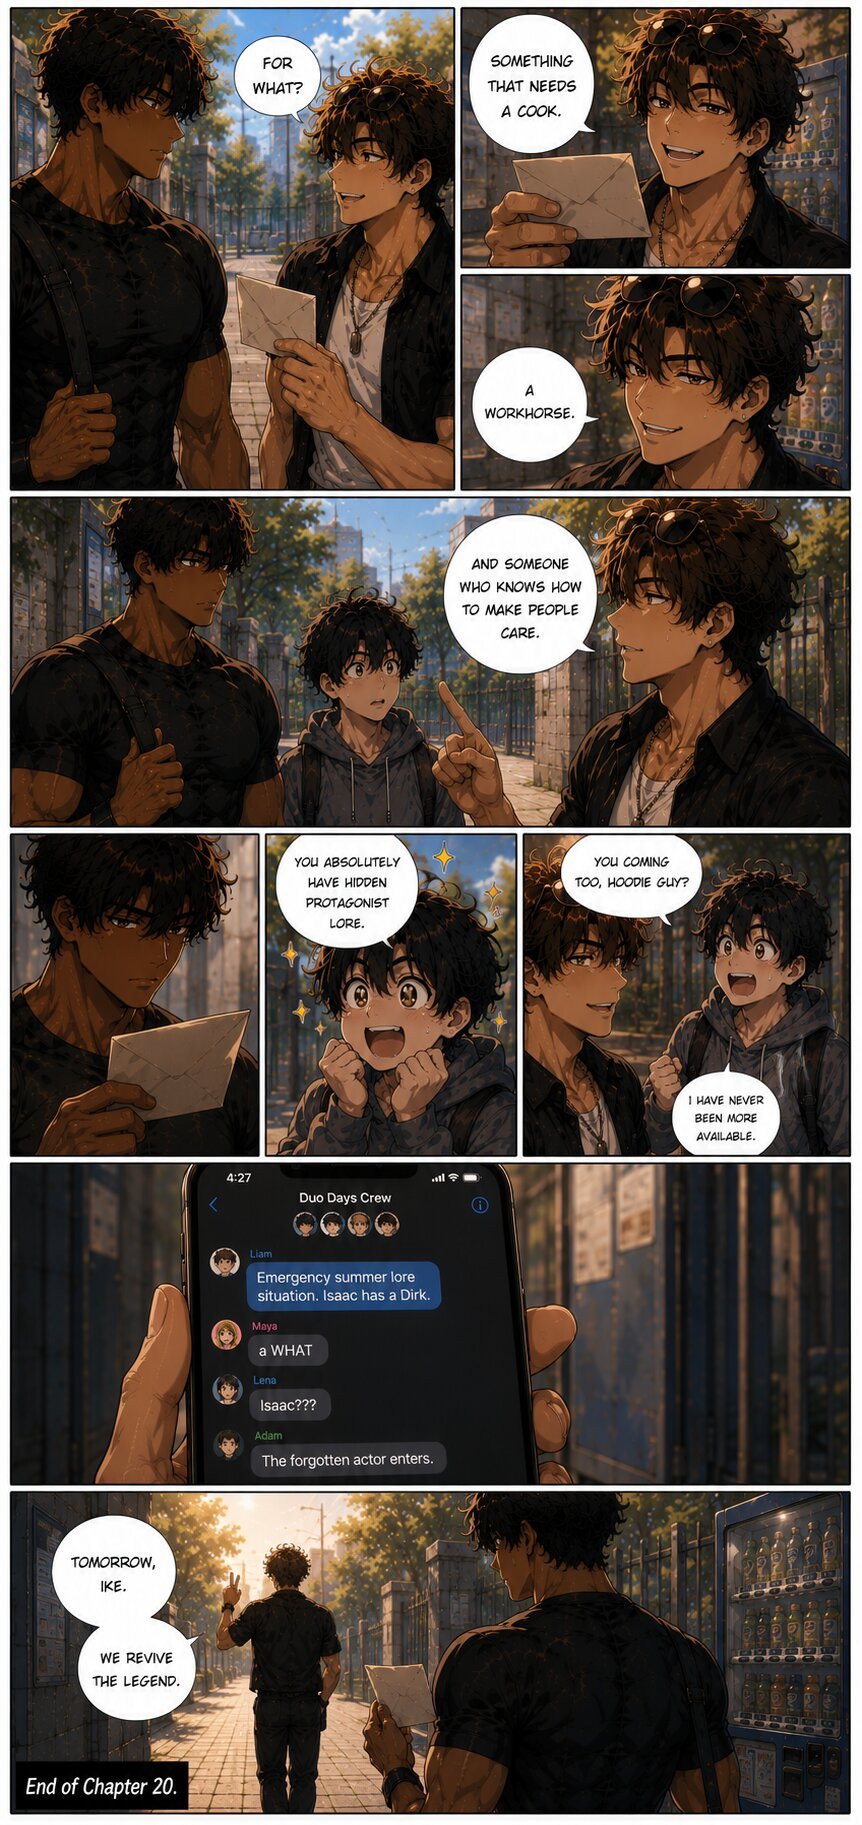 FOR
WHAT?
SOMETHING
THAT NEEDS
A COOK.
A
WORKHORSE.
AND SOMEONE
WHO KNOWS HOW
TO MAKE PEOPLE
CARE.
YOU ABSOLUTELY
HAVE HIDDEN
PROTAGONIST
LORE.
YOU COMING
TOO, HOODIE GUY?
I HAVE NEVER
BEEN MORE
AVAILABLE.
4:27
Duo Days Crew
Liam
Emergency summer lore
situation. Isaac has a Dirk.
Maya
a WHAT
Lena
Isaac???
Adam
The forgotten actor enters.
TOMORROW,
IKE.
WE REVIVE
THE LEGEND.
End of Chapter 20.